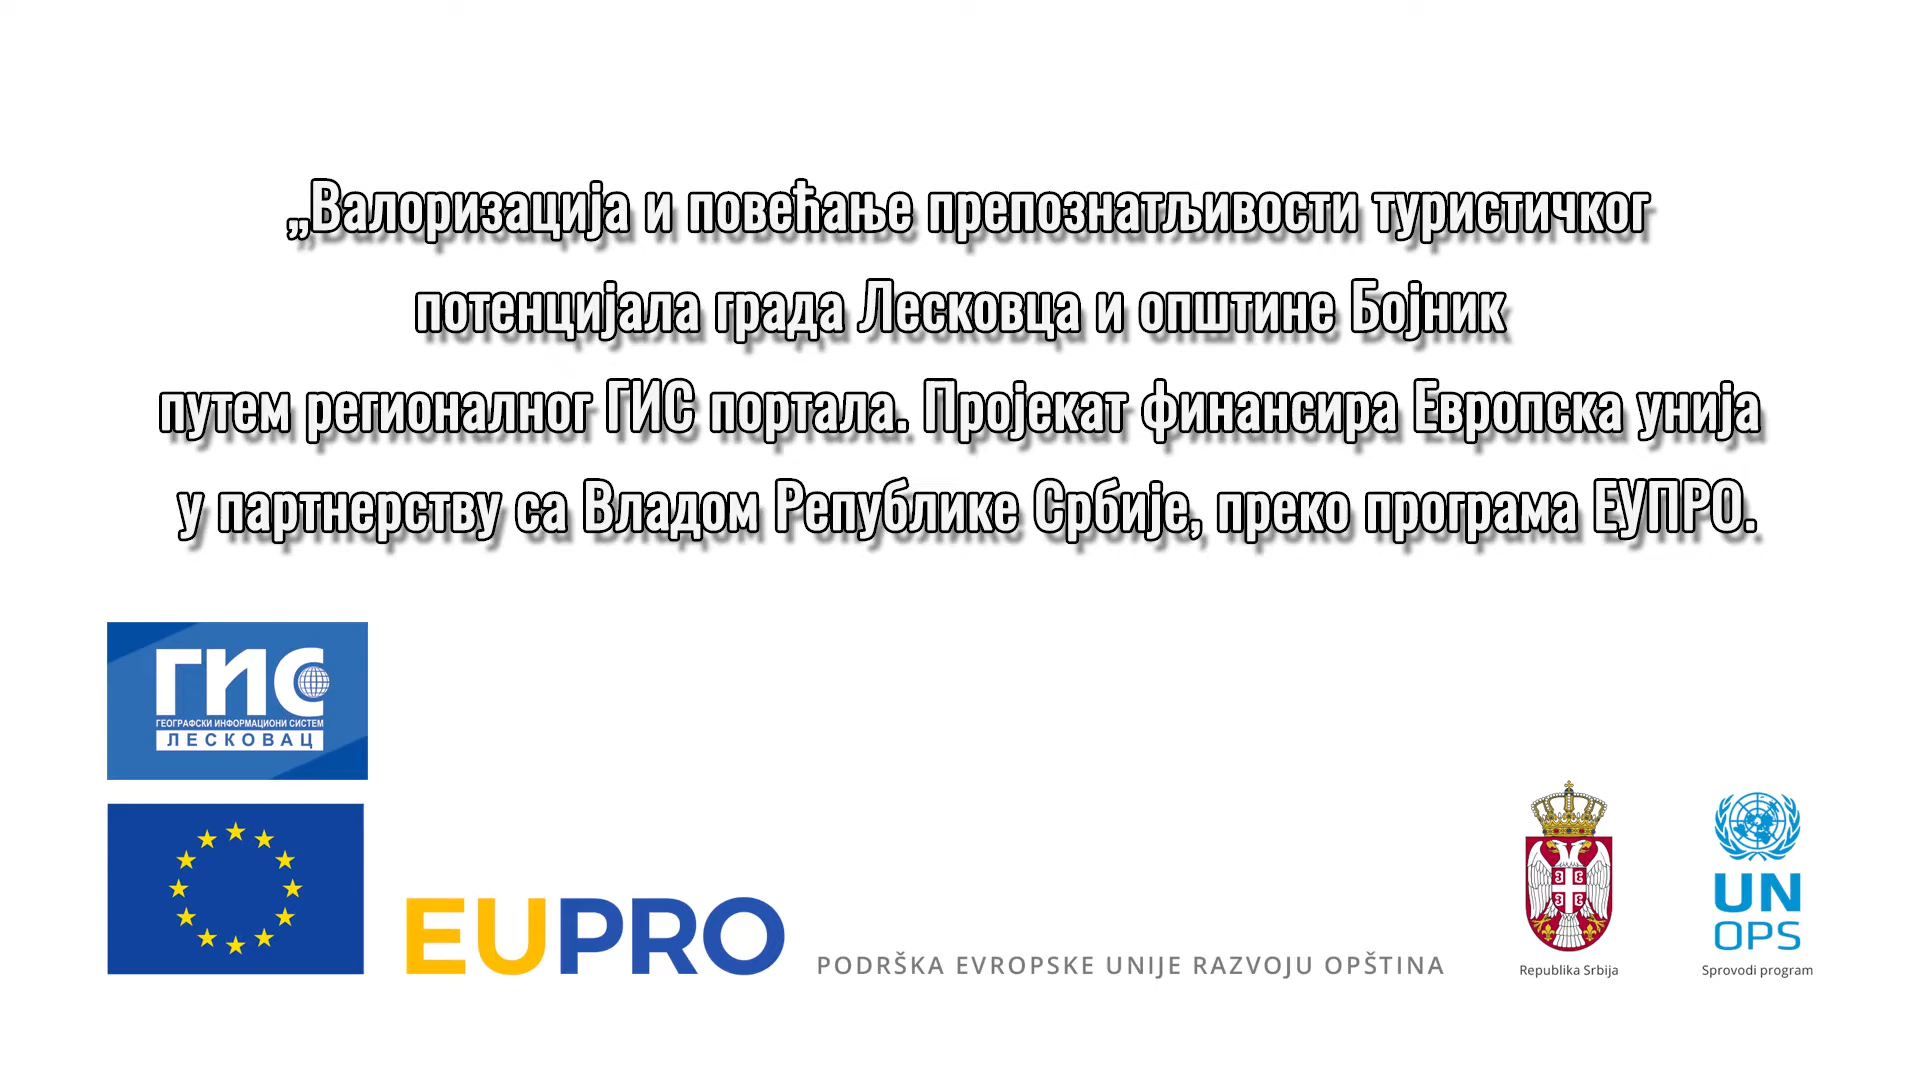 „Валоризација и повећање препознатљивости туристичког
потенцијала града Лесковца и општине Бојник
путем регионалног ГИС портала. Пројекат финансира Европска унија
у партнерству са Владом Републике Србије, преко програма ЕУПРО.
ГИС
ГЕОГРАФСКИ ИНФОРМАЦИОНИ СИСТЕМ
ЛЕСКОВАЦ
EUPRO
PODRŠKA EVROPSKE UNIJE RAZVOJU OPŠTINA
Republika Srbija
UN
OPS
Sprovodi program